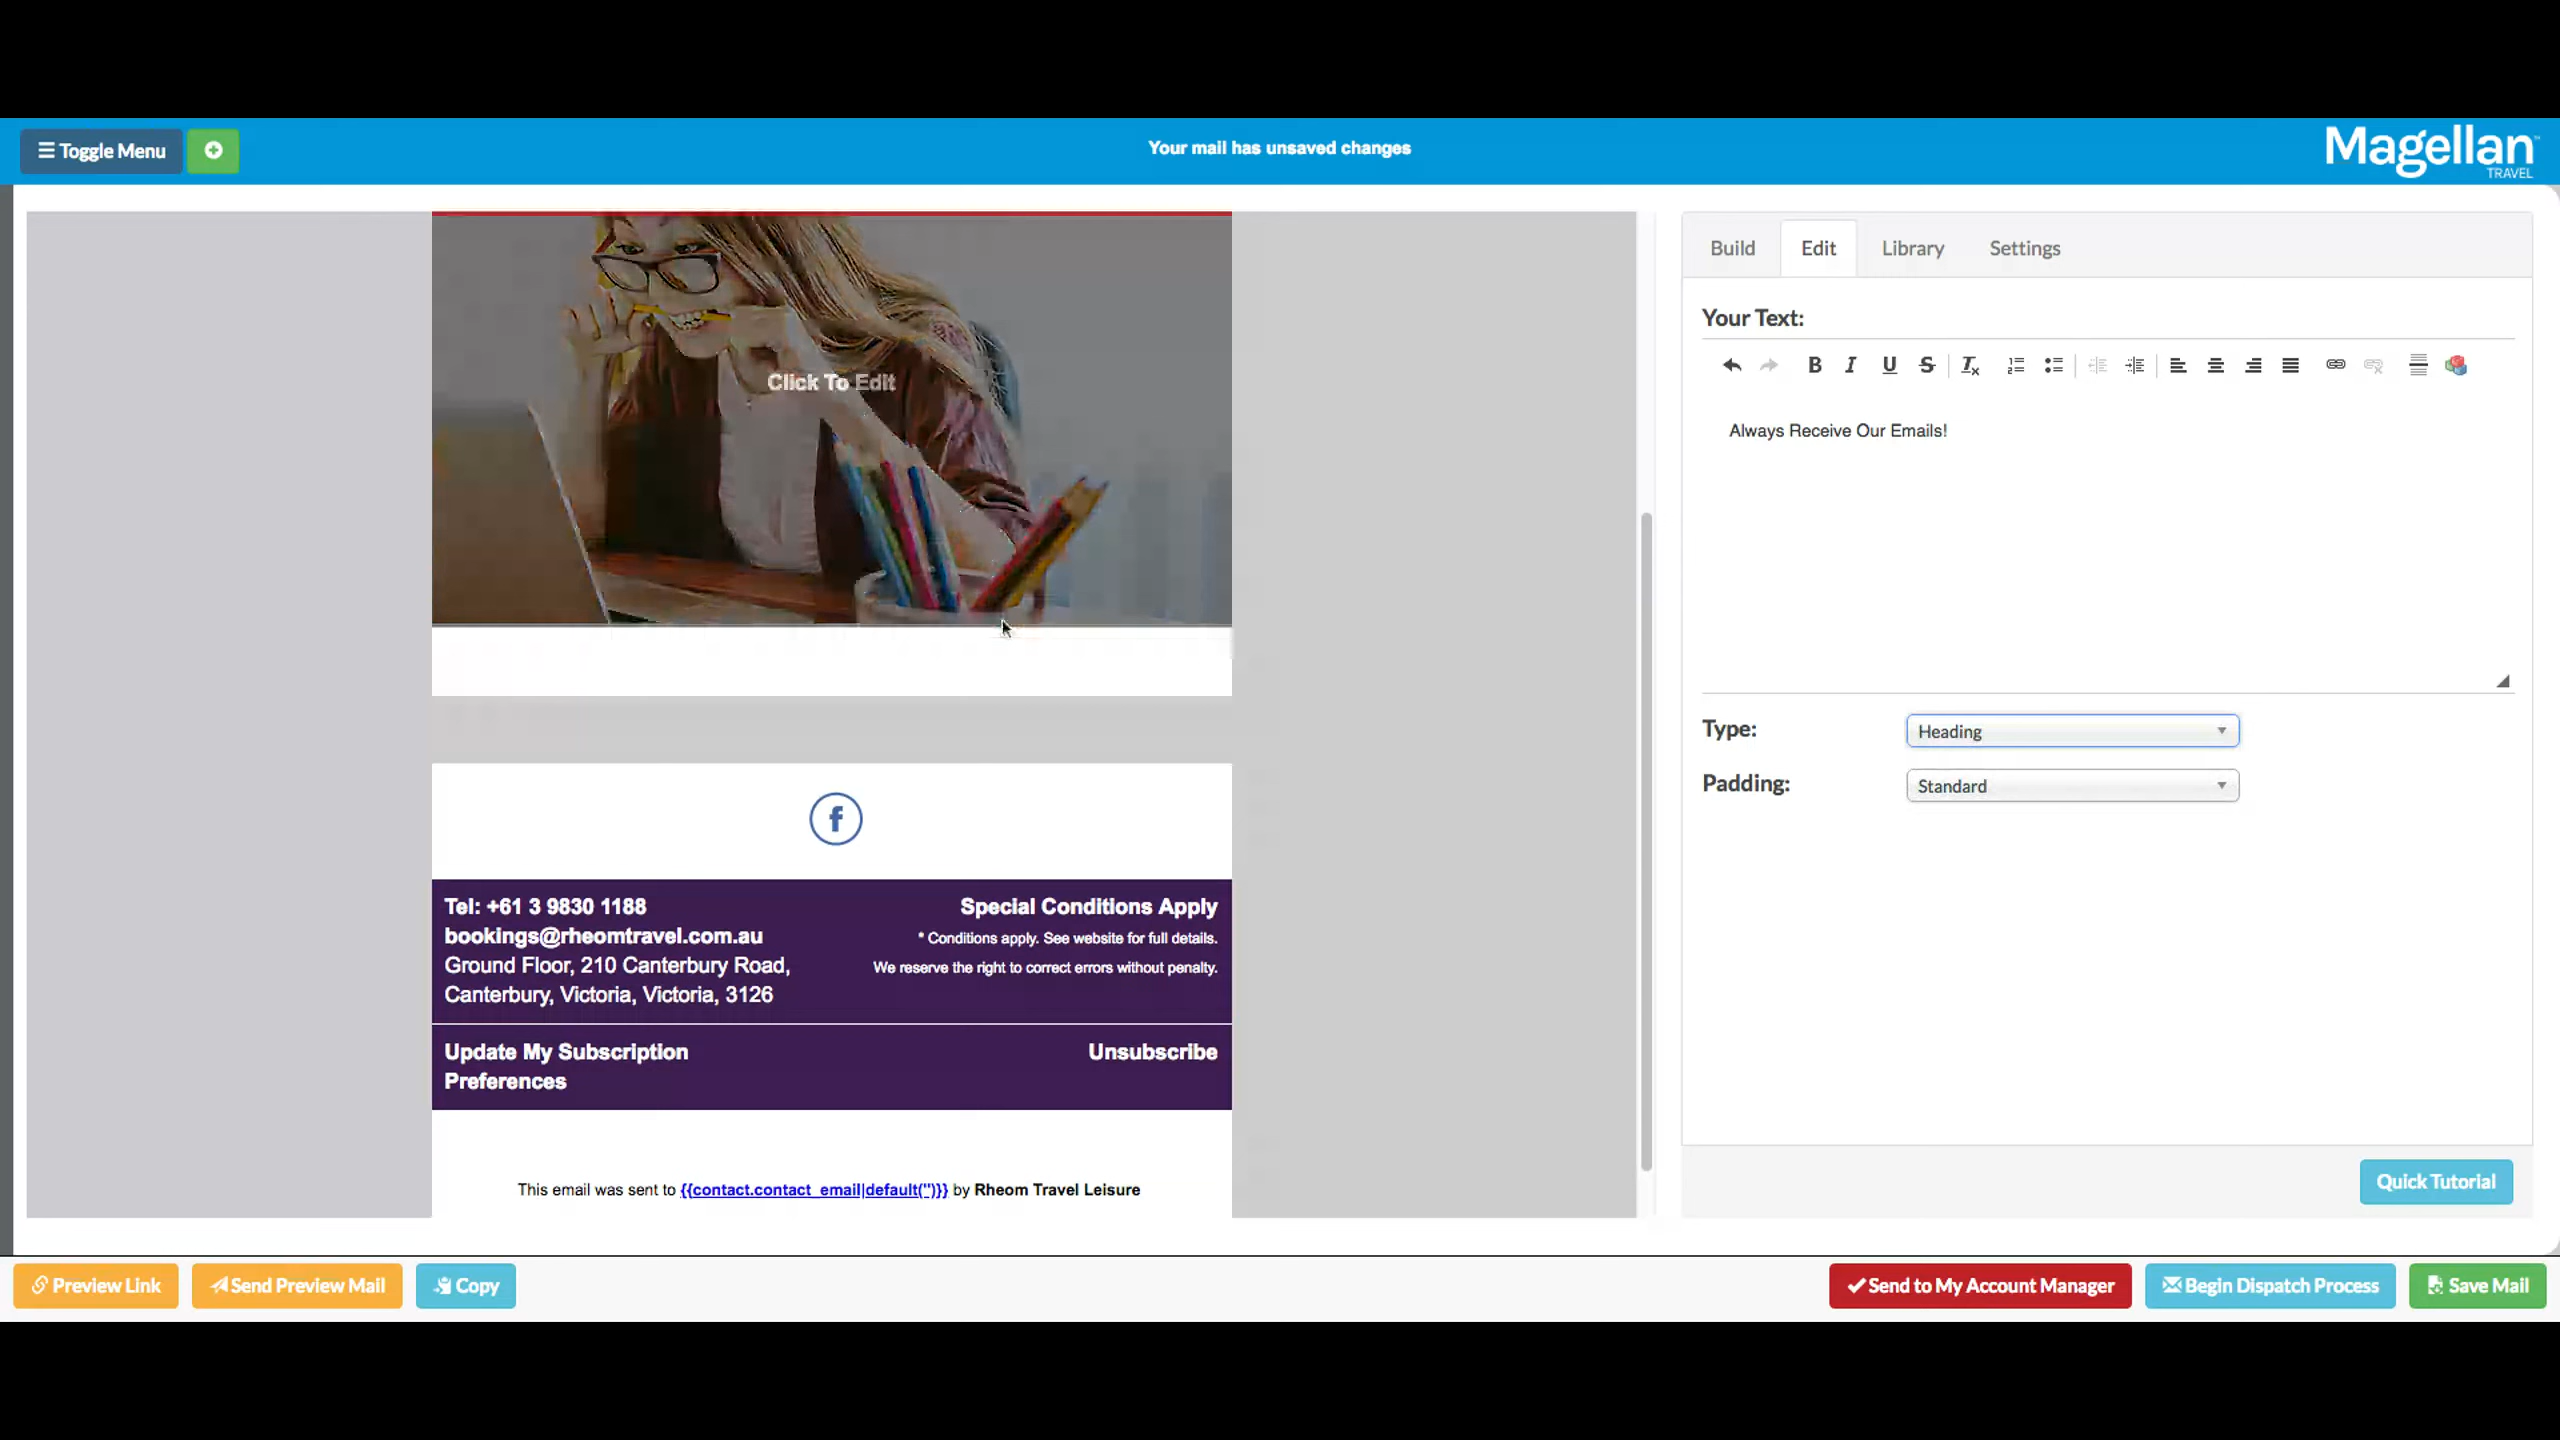 Toggle Menu
Your mail has unsaved changes
Magellan
TRAVEL
Build
Edit
Library
Settings
Your Text:
Always Receive Our Emails!
Click To Edit
Type:
Heading
Padding:
Standard
Tel: +61 3 9830 1188
bookings@rheomtravel.com.au
Ground Floor, 210 Canterbury Road,
Canterbury, Victoria, Victoria, 3126
Special Conditions Apply
* Conditions apply. See website for full details.
We reserve the right to correct errors without penalty.
Update My Subscription
Preferences
Unsubscribe
This email was sent to {{contact.contact_email|default('')}} by Rheom Travel Leisure
Quick Tutorial
Preview Link
Send Preview Mail
Copy
Send to My Account Manager
Begin Dispatch Process
Save Mail